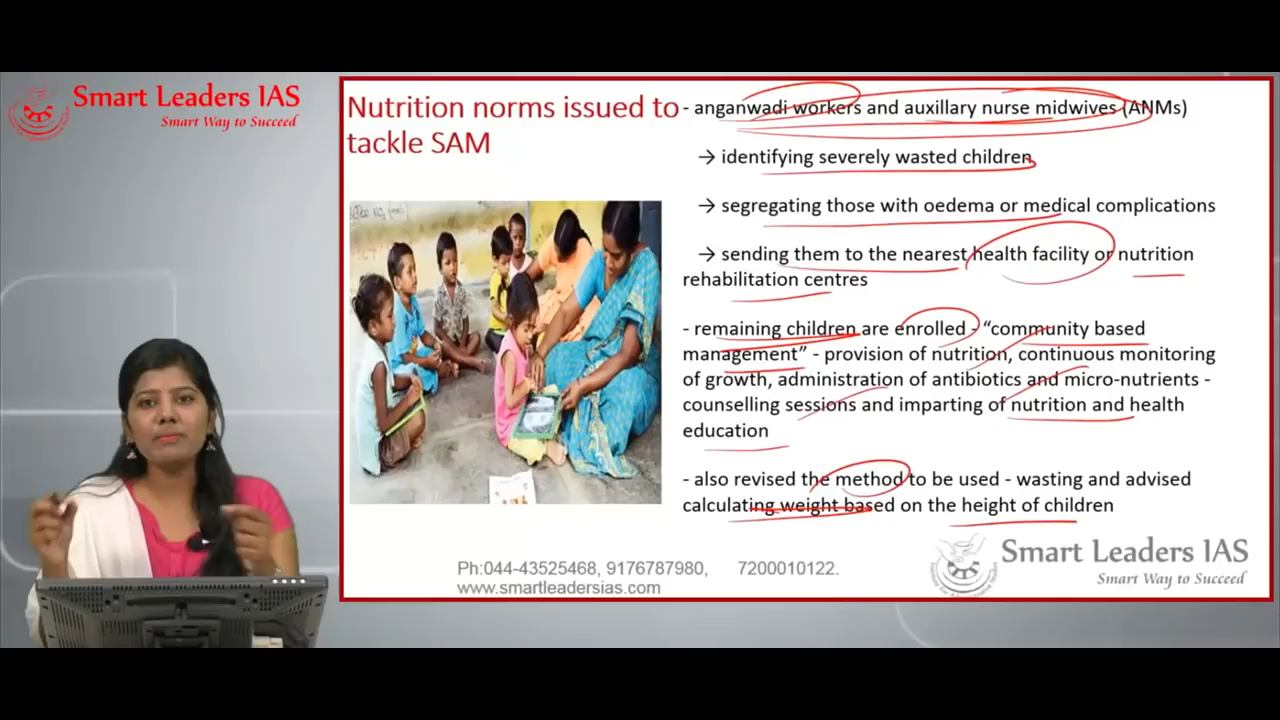 Smart Leaders IAS
Smart Way to Succeed
Nutrition norms issued to
tackle SAM
- anganwadi workers and auxillary nurse midwives (ANMs)
→ identifying severely wasted children
→ segregating those with oedema or medical complications
→ sending them to the nearest health facility or nutrition
rehabilitation centres
- remaining children are enrolled - “community based
management” - provision of nutrition, continuous monitoring
of growth, administration of antibiotics and micro-nutrients -
counselling sessions and imparting of nutrition and health
education
- also revised the method to be used - wasting and advised
calculating weight based on the height of children
Ph:044-43525468, 9176787980, 7200010122.
www.smartleadersias.com
Smart Leaders IAS
Smart Way to Succeed